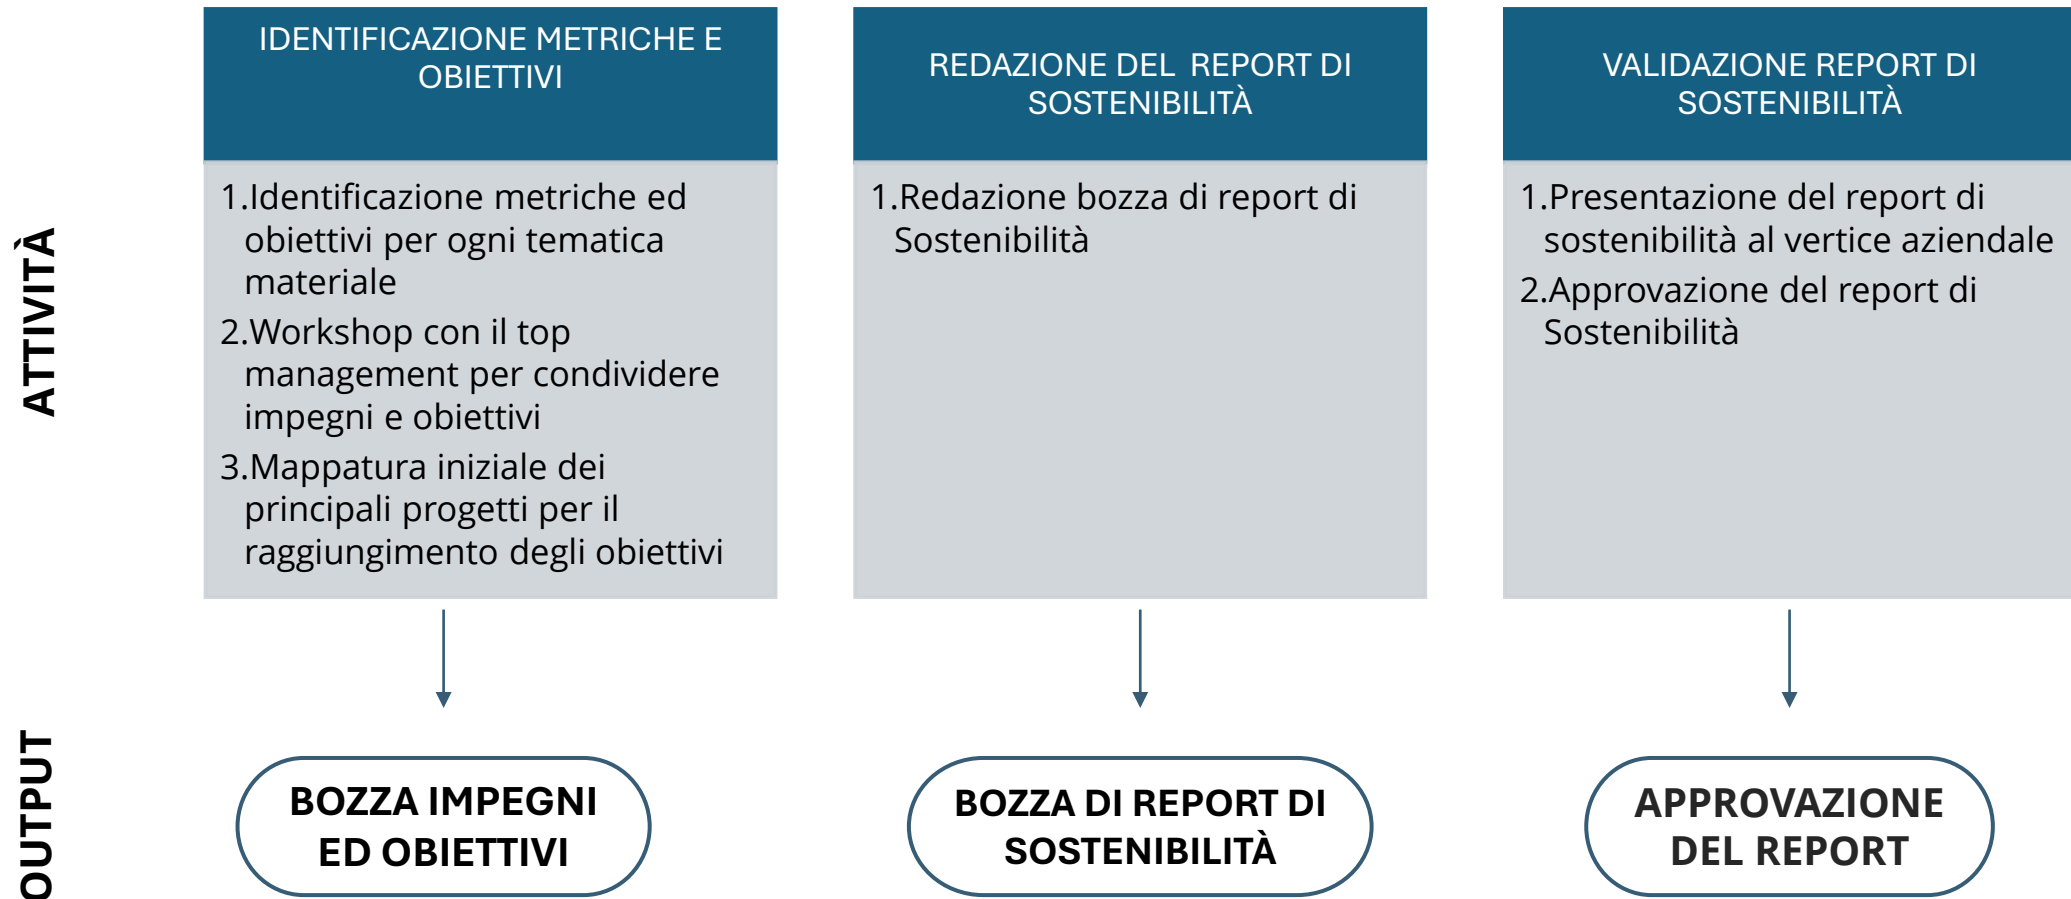 IDENTIFICAZIONE METRICHE E
OBIETTIVI
REDAZIONE DEL  REPORT DI
SOSTENIBILITÀ
VALIDAZIONE REPORT DI
SOSTENIBILITÀ
ATTIVITÀ
1.Identificazione metriche ed
obiettivi per ogni tematica
materiale
2.Workshop con il top
management per condividere
impegni e obiettivi
3.Mappatura iniziale dei
principali progetti per il
raggiungimento degli obiettivi
1.Redazione bozza di report di
Sostenibilità
1.Presentazione del report di
sostenibilità al vertice aziendale
2.Approvazione del report di
Sostenibilità
OUTPUT
BOZZA IMPEGNI
ED OBIETTIVI
BOZZA DI REPORT DI
SOSTENIBILITÀ
APPROVAZIONE
DEL REPORT